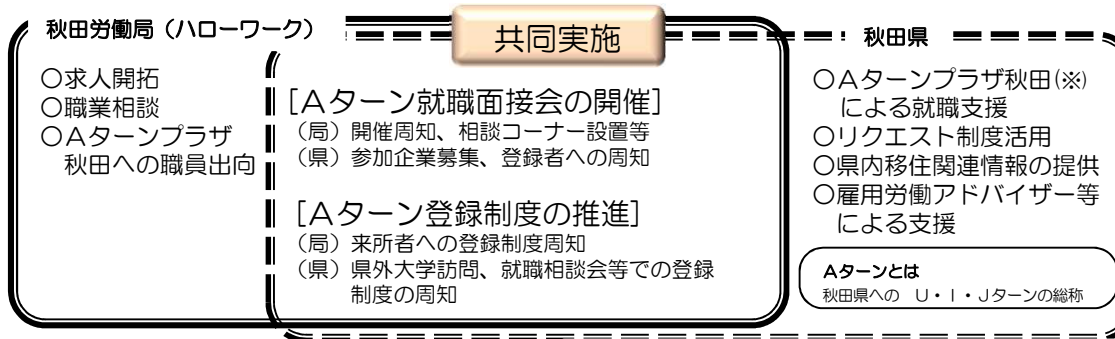 秋田労働局（ハローワーク）
共同実施
秋田県
○求人開拓
○職業相談
○Ａターンプラザ
秋田への職員出向
[Ａターン就職面接会の開催]
（局）開催周知、相談コーナー設置等
（県）参加企業募集、登録者への周知
[Ａターン登録制度の推進]
（局）来所者への登録制度周知
（県）県外大学訪問、就職相談会等での登録
制度の周知
○Ａターンプラザ秋田(※)
による就職支援
○リクエスト制度活用
○県内移住関連情報の提供
○雇用労働アドバイザー等
による支援
Ａターンとは
秋田県への　Ｕ・Ｉ・Ｊターンの総称